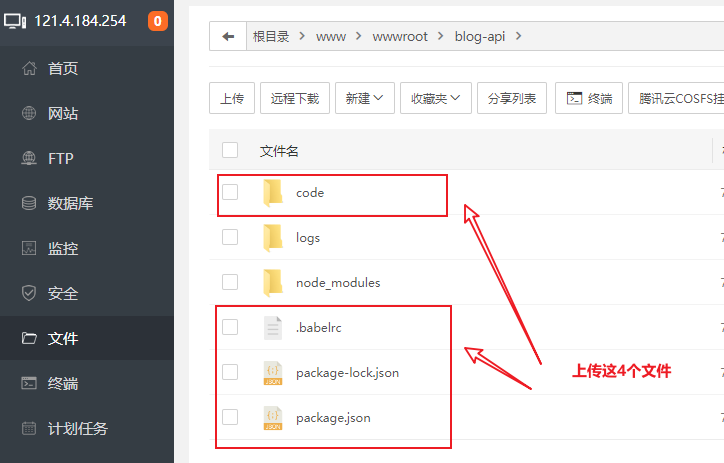 121.4.184.254 0
首页
网站
FTP
数据库
监控
安全
文件
终端
计划任务
根目录 www wwwroot blog-api
上传 远程下载 新建 收藏夹 分享列表 终端 腾讯云COSFS挂
文件名
code
logs
node_modules
.babelrc
package-lock.json
package.json
上传这4个文件